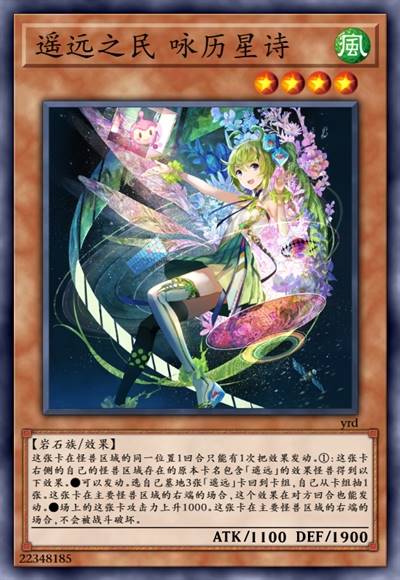 遥远之民 咏历星诗
風
yrd
【岩石族/效果】
这张卡在怪兽区域的同一位置1回合只能有1次把效果发动。①：这张卡
右侧的自己的怪兽区域存在的原本卡名包含「遥远」的效果怪兽得到以
下效果。●可以发动。选自己墓地3张「遥远」卡回到卡组，自己从卡组抽1
张。这张卡在主要怪兽区域的右端的场合，这个效果在对方回合也能发
动。●场上的这张卡攻击力上升1000。这张卡在主要怪兽区域的右端
的场合，不会被战斗破坏。
ATK/1100 DEF/1900
22348185